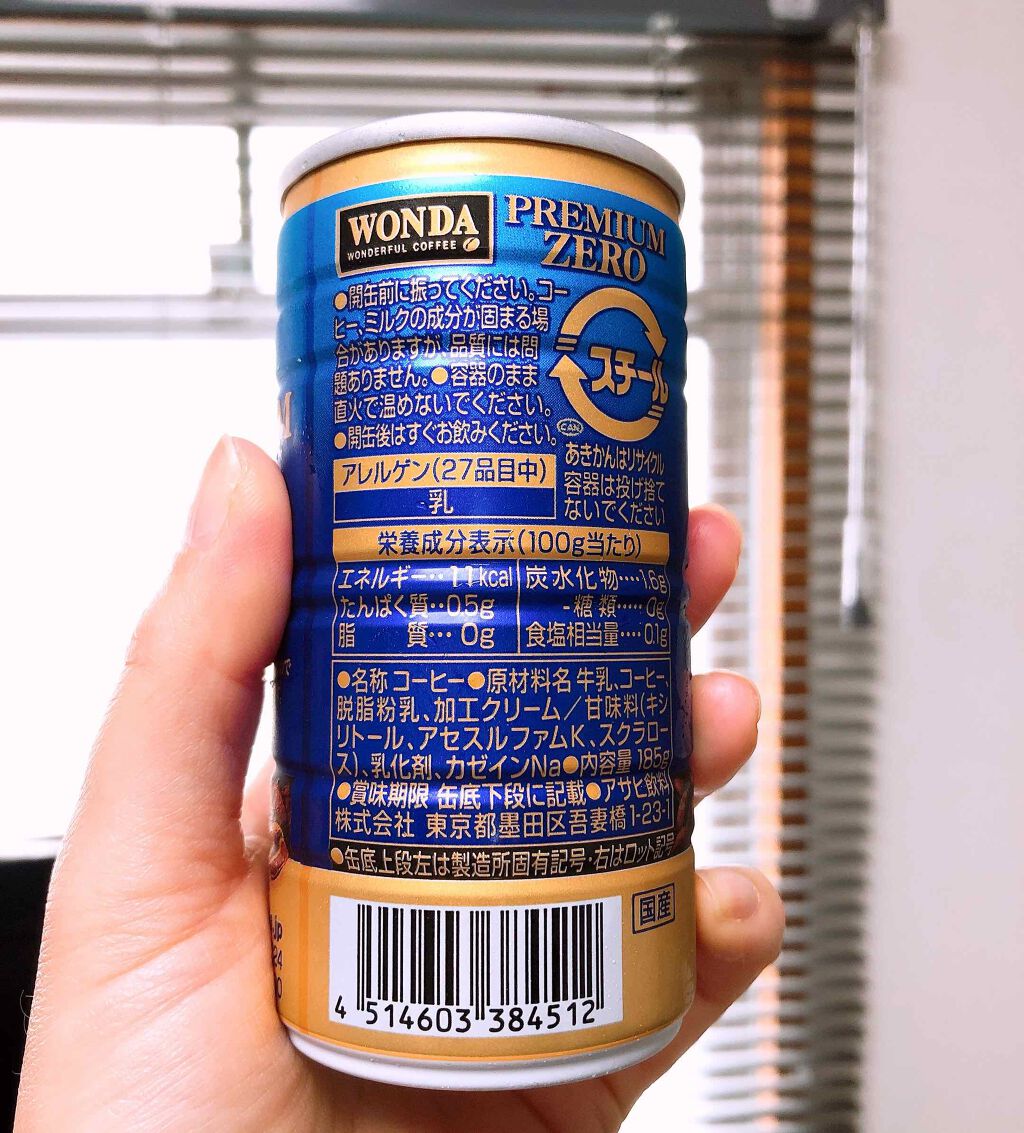 WONDA
WONDERFUL COFFEE
PREMIUM
ZERO
●開缶前に振ってください。コー
ヒー、ミルクの成分が固まる場
合がありますが、品質には問
題ありません。●容器のまま
直火で温めないでください。
●開缶後はすぐお飲みください。
スチール
CAN
あきかんはリサイクル
容器は投げ捨て
ないでください
アレルゲン(27品目中)
乳
栄養成分表示(100g当たり)
エネルギー…11kcal
たんぱく質‥0.5g
脂 質…0g
炭水化物‥‥1.6g
-糖類‥‥‥0g
食塩相当量‥‥0.1g
●名称 コーヒー●原材料名 牛乳、コーヒー、
脱脂粉乳、加工クリーム/甘味料(キシ
リトール、アセスルファムK、スクラロー
ス)、乳化剤、カゼインNa●内容量 185g
●賞味期限 缶底下段に記載●アサヒ飲料
株式会社 東京都墨田区吾妻橋1-23-1
●缶底上段左は製造所固有記号・右はロット記号
国産
4 514603 384512